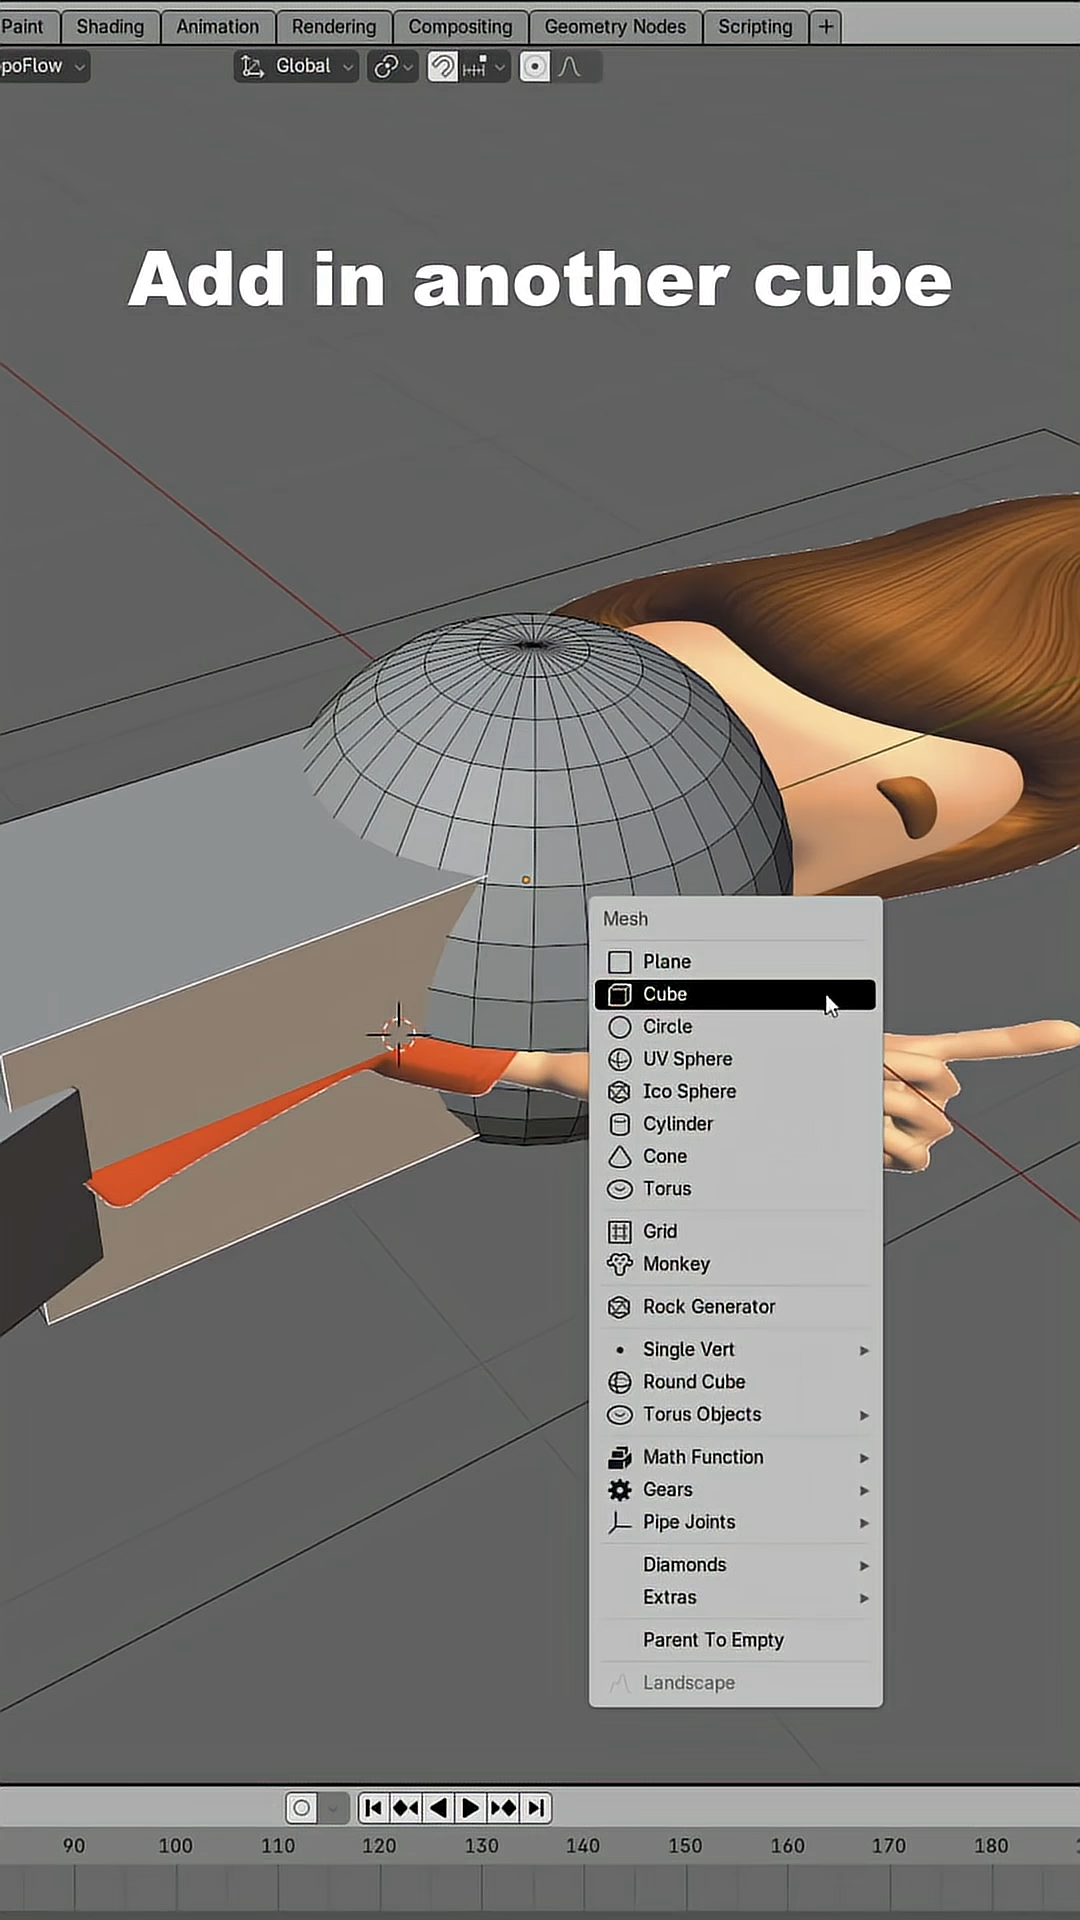 Paint Shading Animation Rendering Compositing Geometry Nodes Scripting +
poFlow Global
Add in another cube
Mesh
Plane
Cube
Circle
UV Sphere
Ico Sphere
Cylinder
Cone
Torus
Grid
Monkey
Rock Generator
Single Vert
Round Cube
Torus Objects
Math Function
Gears
Pipe Joints
Diamonds
Extras
Parent To Empty
Landscape
90 100 110 120 130 140 150 160 170 180